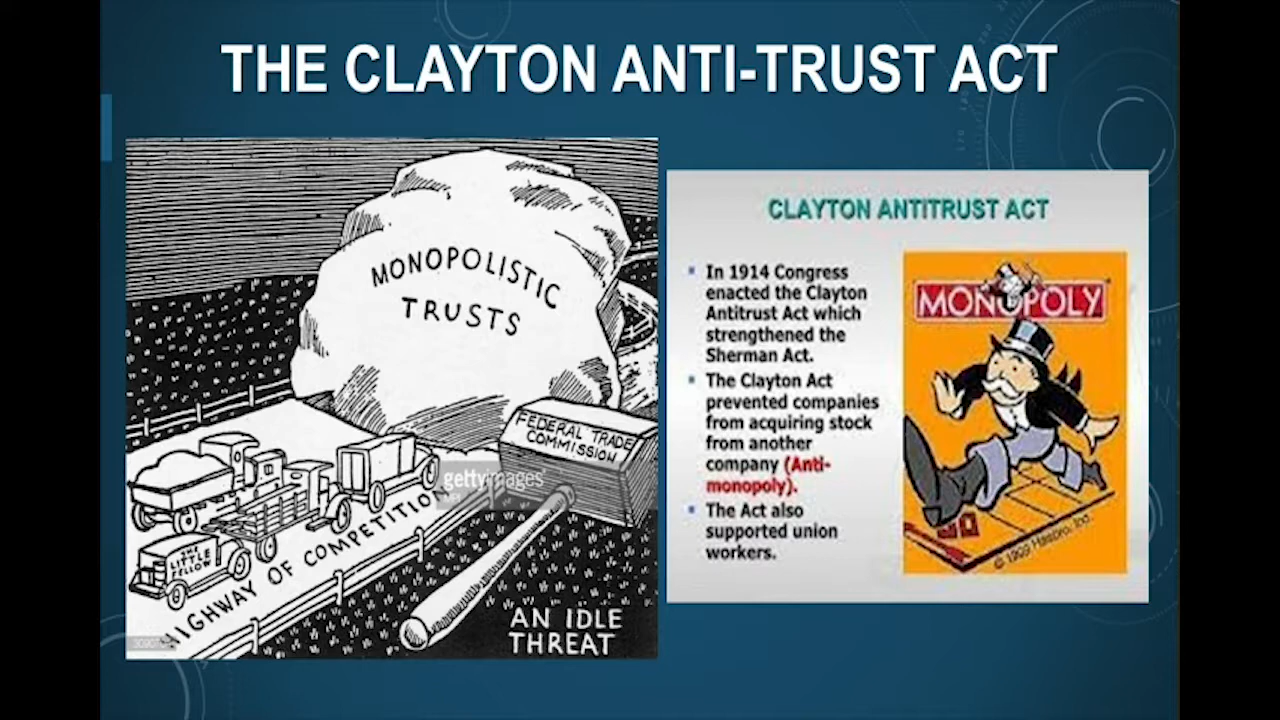 THE CLAYTON ANTI-TRUST ACT
MONOPOLISTIC
TRUSTS
FEDERAL TRADE
COMMISSION
gettyimages
THE
LITTLE
FELLOW
HIGHWAY OF COMPETITION
AN IDLE
THREAT
CLAYTON ANTITRUST ACT
In 1914 Congress
enacted the Clayton
Antitrust Act which
strengthened the
Sherman Act.
The Clayton Act
prevented companies
from acquiring stock
from another
company (Anti-
monopoly).
The Act also
supported union
workers.
MONOPOLY
Hasbro, Inc.